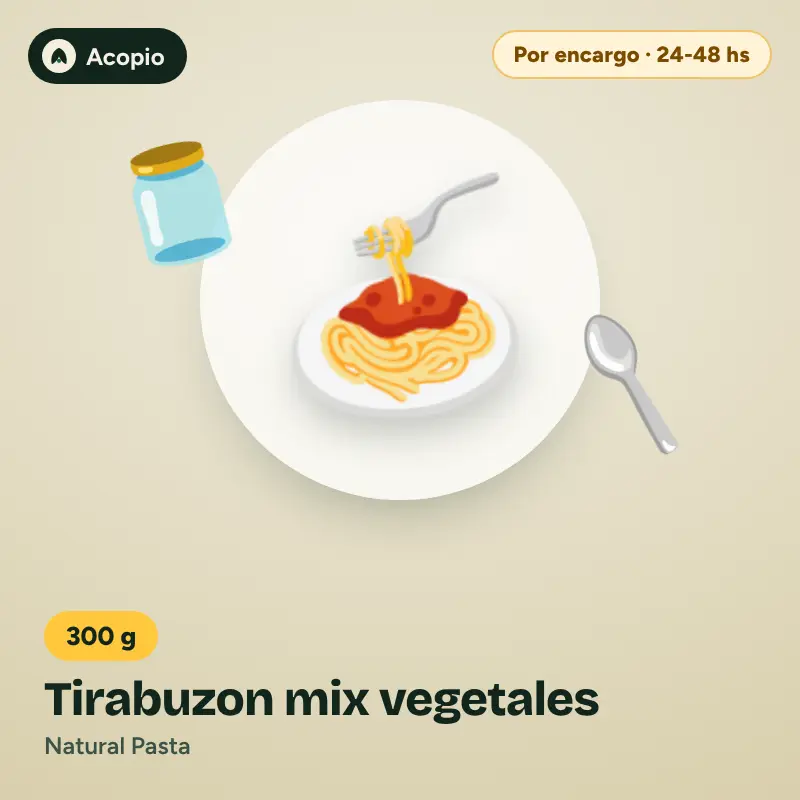 Acopio
Por encargo · 24-48 hs
300 g
Tirabuzon mix vegetales
Natural Pasta